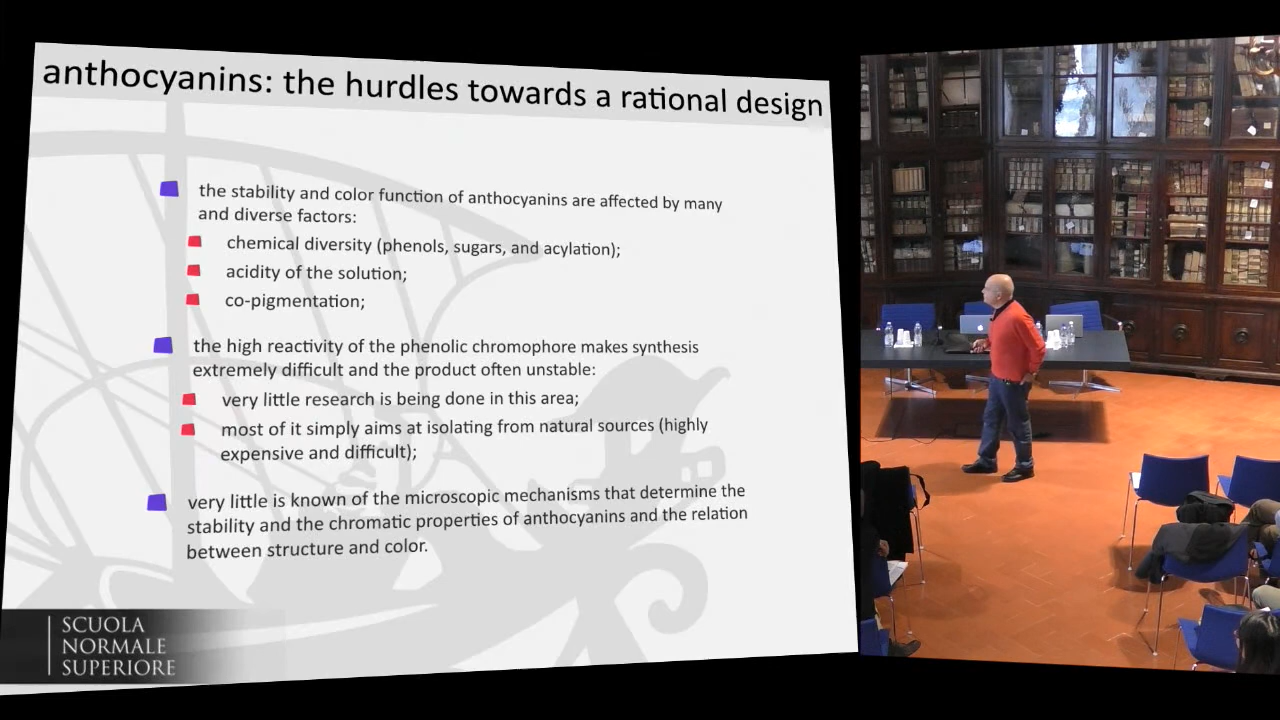 anthocyanins: the hurdles towards a rational design
the stability and color function of anthocyanins are affected by many
and diverse factors:
chemical diversity (phenols, sugars, and acylation);
acidity of the solution;
co-pigmentation;
the high reactivity of the phenolic chromophore makes synthesis
extremely difficult and the product often unstable:
very little research is being done in this area;
most of it simply aims at isolating from natural sources (highly
expensive and difficult);
very little is known of the microscopic mechanisms that determine the
stability and the chromatic properties of anthocyanins and the relation
between structure and color.
SCUOLA
NORMALE
SUPERIORE